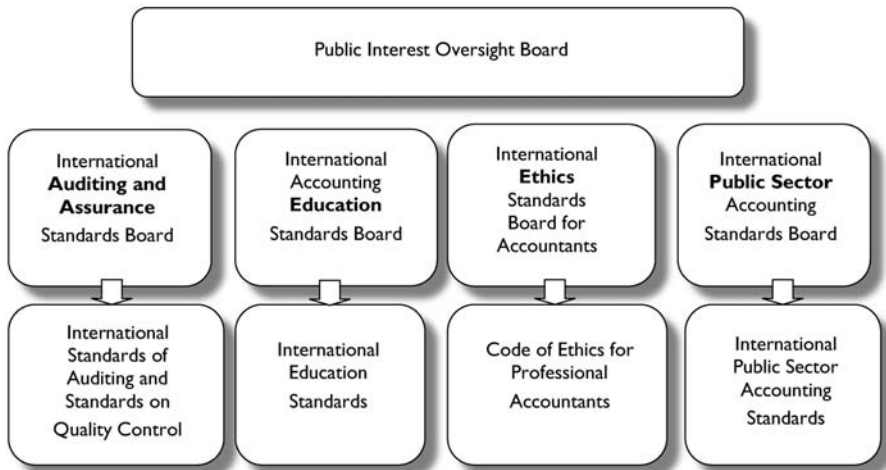 Public Interest Oversight Board
International
Auditing and
Assurance
Standards Board
International
Accounting
Education
Standards Board
International
Ethics
Standards
Board for
Accountants
International
Public Sector
Accounting
Standards Board
International
Standards of
Auditing and
Standards on
Quality Control
International
Education
Standards
Code of Ethics for
Professional
Accountants
International
Public Sector
Accounting
Standards